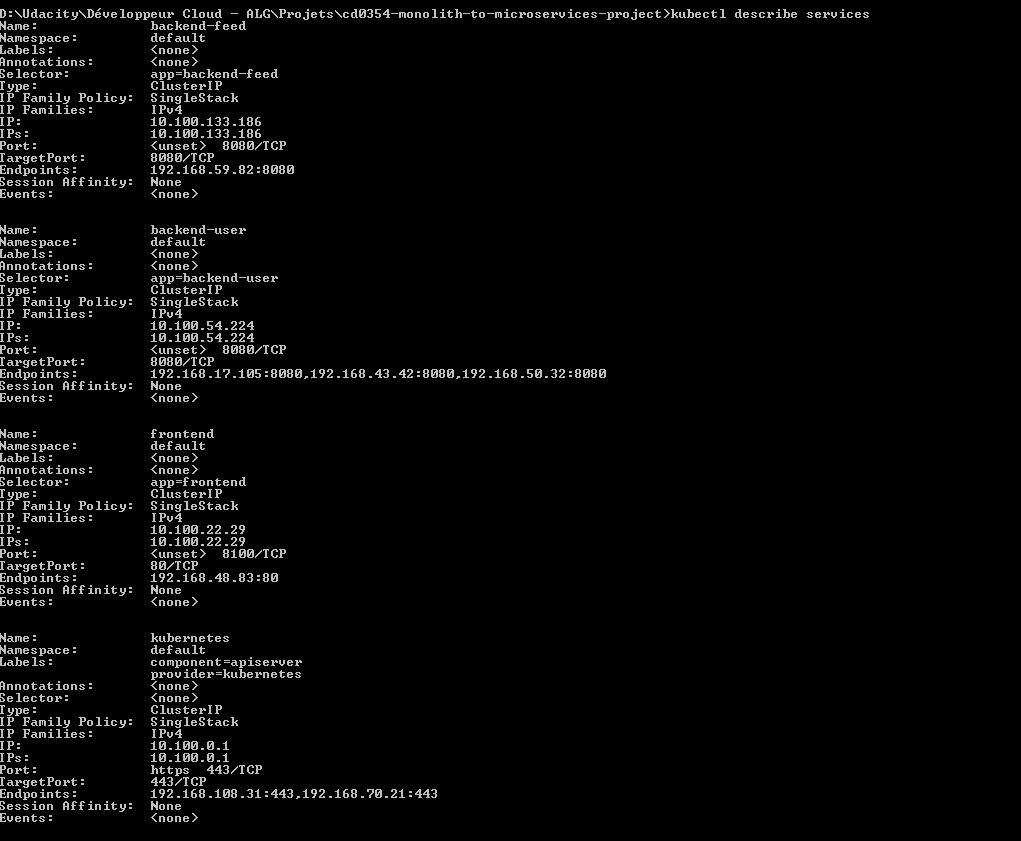 D:\Udacity\Développeur Cloud - ALG\Projets\cd0354-monolith-to-microservices-project>kubectl describe services
Name:              backend-feed
Namespace:         default
Labels:            <none>
Annotations:       <none>
Selector:          app=backend-feed
Type:              ClusterIP
IP Family Policy:  SingleStack
IP Families:       IPv4
IP:                10.100.133.186
IPs:               10.100.133.186
Port:              <unset>  8080/TCP
TargetPort:        8080/TCP
Endpoints:         192.168.59.82:8080
Session Affinity:  None
Events:            <none>

Name:              backend-user
Namespace:         default
Labels:            <none>
Annotations:       <none>
Selector:          app=backend-user
Type:              ClusterIP
IP Family Policy:  SingleStack
IP Families:       IPv4
IP:                10.100.54.224
IPs:               10.100.54.224
Port:              <unset>  8080/TCP
TargetPort:        8080/TCP
Endpoints:         192.168.17.105:8080,192.168.43.42:8080,192.168.50.32:8080
Session Affinity:  None
Events:            <none>

Name:              frontend
Namespace:         default
Labels:            <none>
Annotations:       <none>
Selector:          app=frontend
Type:              ClusterIP
IP Family Policy:  SingleStack
IP Families:       IPv4
IP:                10.100.22.29
IPs:               10.100.22.29
Port:              <unset>  8100/TCP
TargetPort:        80/TCP
Endpoints:         192.168.48.83:80
Session Affinity:  None
Events:            <none>

Name:              kubernetes
Namespace:         default
Labels:            component=apiserver
                   provider=kubernetes
Annotations:       <none>
Selector:          <none>
Type:              ClusterIP
IP Family Policy:  SingleStack
IP Families:       IPv4
IP:                10.100.0.1
IPs:               10.100.0.1
Port:              https  443/TCP
TargetPort:        443/TCP
Endpoints:         192.168.108.31:443,192.168.70.21:443
Session Affinity:  None
Events:            <none>